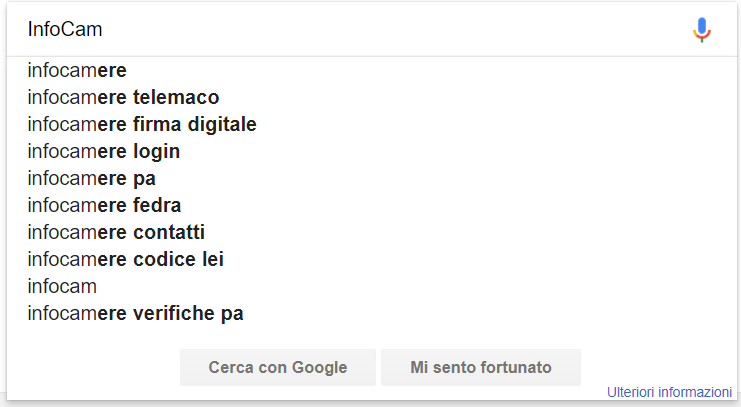 InfoCam
infocamere
infocamere telemaco
infocamere firma digitale
infocamere login
infocamere pa
infocamere fedra
infocamere contatti
infocamere codice lei
infocam
infocamere verifiche pa
Cerca con Google Mi sento fortunato
Ulteriori informazioni